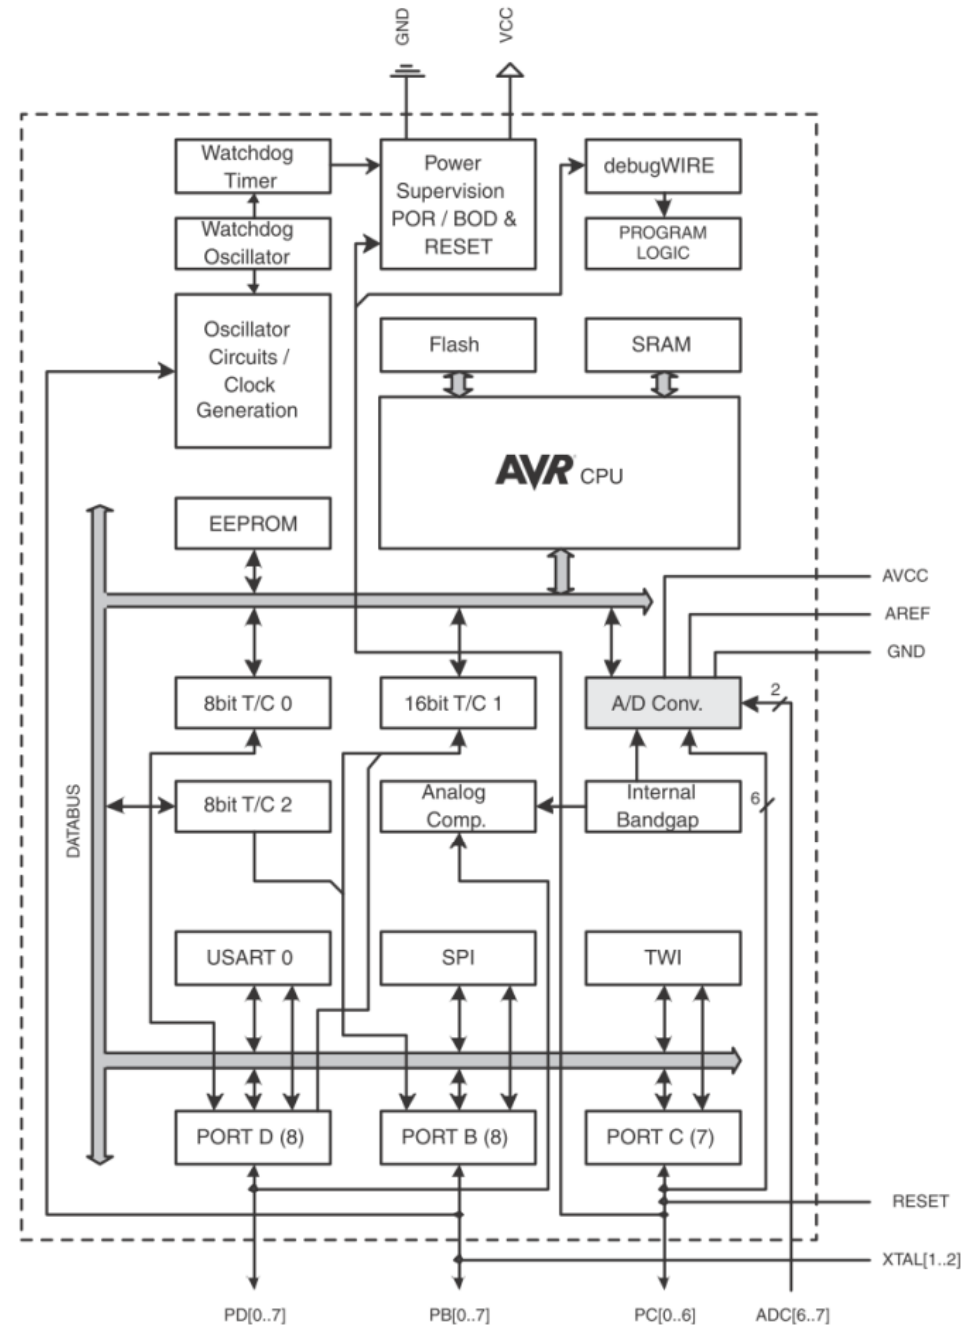 GND
VCC
Watchdog
Timer
Power
Supervision
POR / BOD &
RESET
debugWIRE
Watchdog
Oscillator
PROGRAM
LOGIC
Oscillator
Circuits /
Clock
Generation
Flash
SRAM
AVR CPU
EEPROM
AVCC
AREF
GND
8bit T/C 0
16bit T/C 1
A/D Conv.
2
DATABUS
8bit T/C 2
Analog
Comp.
Internal
Bandgap
6
USART 0
SPI
TWI
PORT D (8)
PORT B (8)
PORT C (7)
RESET
XTAL[1..2]
PD[0..7]
PB[0..7]
PC[0..6]
ADC[6..7]